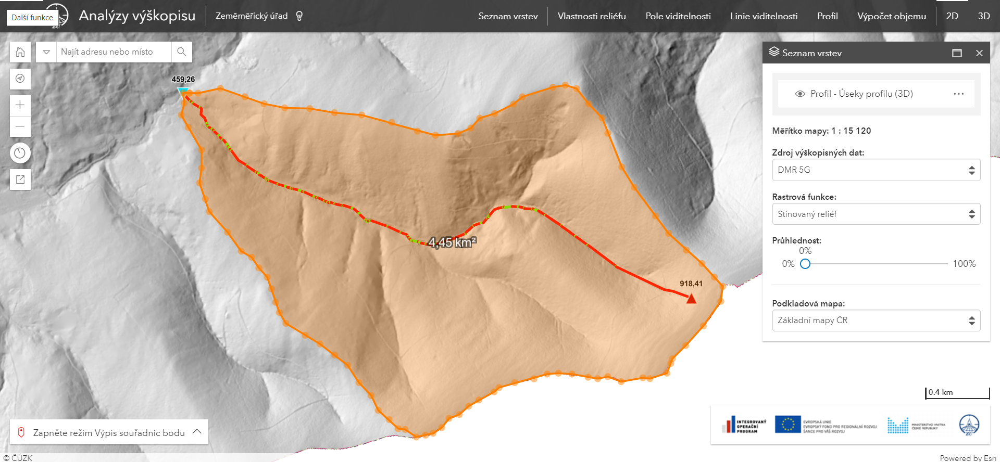 Další funkce
Analýzy výškopisu
Zeměměřický úřad
Seznam vrstev
Vlastnosti reliéfu
Pole viditelnosti
Linie viditelnosti
Profil
Výpočet objemu
2D
3D
Najít adresu nebo místo
459,26
4,45 km²
918,41
Seznam vrstev
Profil - Úseky profilu (3D)
Měřítko mapy: 1 : 15 120
Zdroj výškopisných dat:
DMR 5G
Rastrová funkce:
Stínovaný reliéf
Průhlednost:
0%
0%
100%
Podkladová mapa:
Základní mapy ČR
0.4 km
INTEGROVANÝ
OPERAČNÍ
PROGRAM
EVROPSKÁ UNIE
EVROPSKÝ FOND PRO REGIONÁLNÍ ROZVOJ
ŠANCE PRO VÁŠ ROZVOJ
MINISTERSTVO VNITRA
ČESKÉ REPUBLIKY
ZÚ
Zapněte režim Výpis souřadnic bodu
© ČÚZK
Powered by Esri